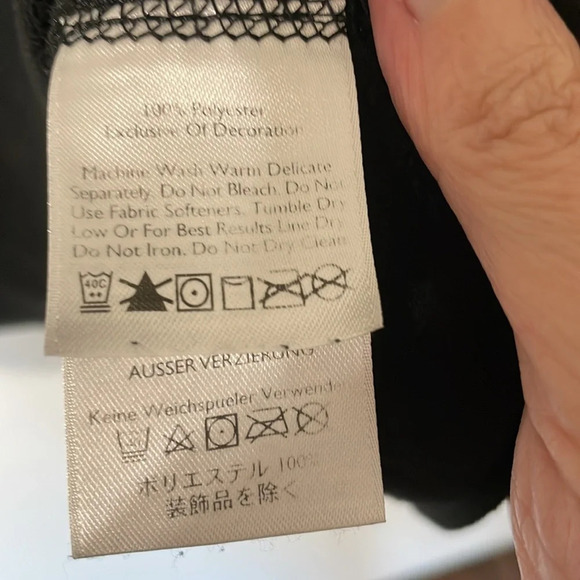 100% Polyester
Exclusive Of Decoration
Machine Wash Warm Delicate
Separately. Do Not Bleach. Do Not
Use Fabric Softeners. Tumble Dry
Low Or For Best Results Line Dry
Do Not Iron. Do Not Dry Clean
40C
AUSSER VERZIERUNG
Keine Weichspueler Verwenden
ポリエステル 100%
装飾品を除く